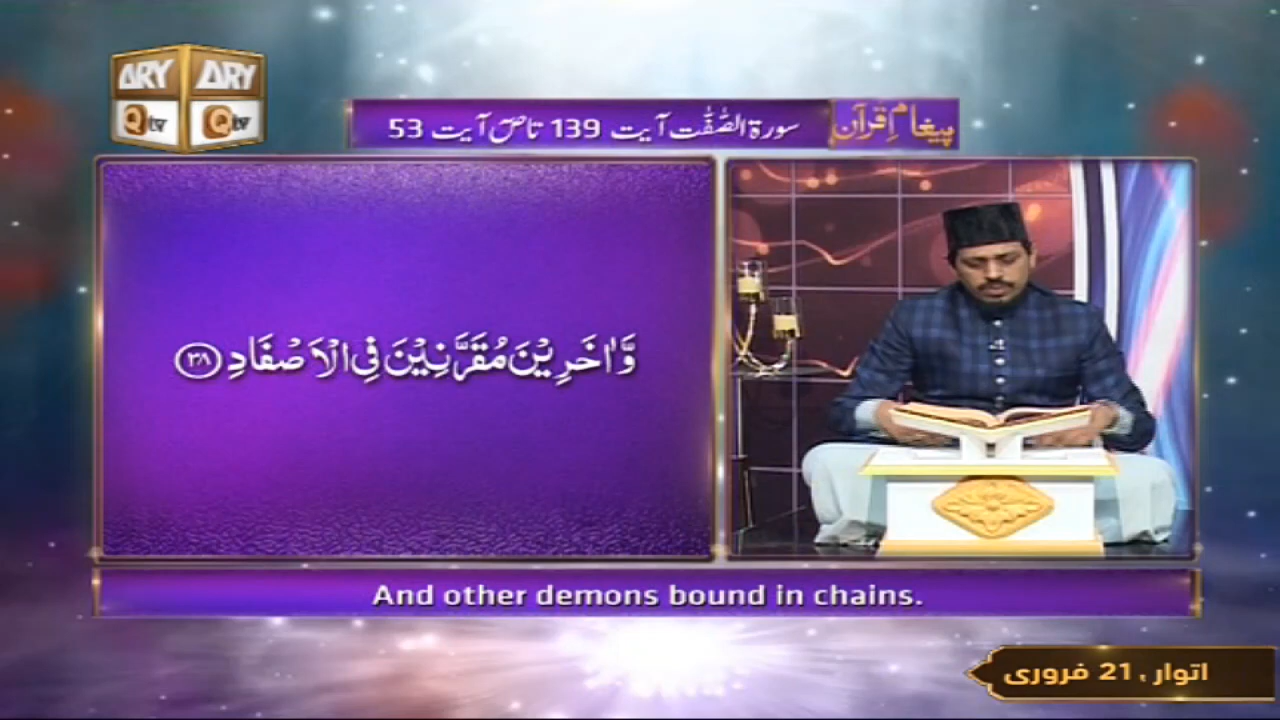 ARY ARY
Qtv Qtv
پیغامِ قرآن
سورۃ الصّٰٓفّٰت آیت 139 تا صٓ آیت 53
وَّاٰخَرِیْنَ مُقَرَّنِیْنَ فِی الْاَصْفَادِ ﴿۳۸﴾
And other demons bound in chains.
اتوار، 21 فروری